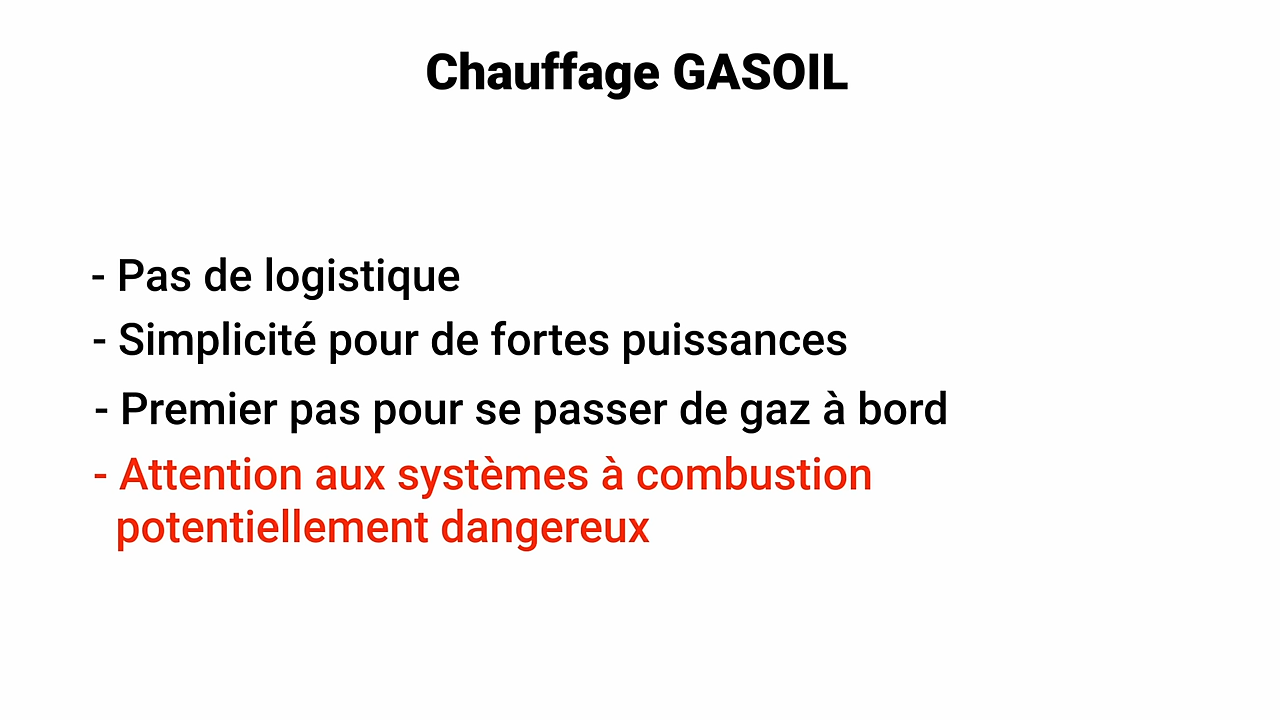 Chauffage GASOIL
- Pas de logistique
- Simplicité pour de fortes puissances
- Premier pas pour se passer de gaz à bord
- Attention aux systèmes à combustion
potentiellement dangereux